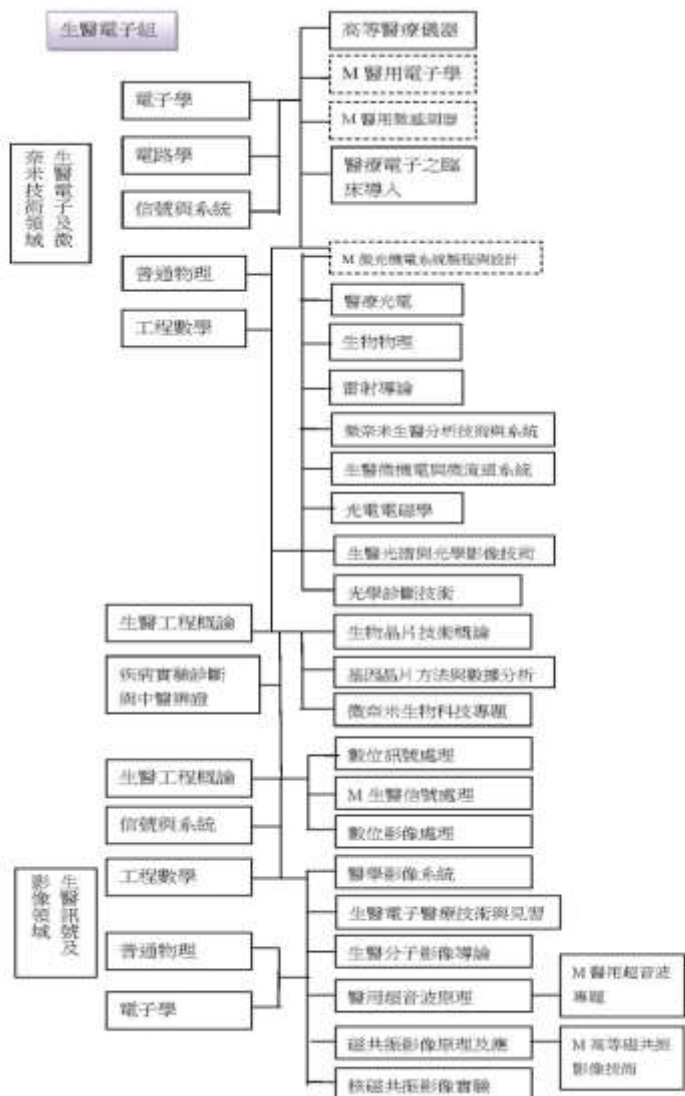 生醫電子組
高等醫療儀器
M 醫用電子學
電子學
M 醫用數感測器
電路學
醫療電子之臨
床導入
生醫電子及微
奈米技術領域
信號與系統
M 微光機電系統製程與設計
普通物理
醫療光電
工程數學
生物物理
雷射導論
微奈米生醫分析技術與系統
生醫微機電與微流道系統
光電電磁學
生醫光譜與光學影像技術
光學診斷技術
生醫工程概論
生物晶片技術概論
疾病實驗診斷
與中醫辨證
基因晶片方法與數據分析
微奈米生物科技專題
數位訊號處理
生醫工程概論
M 生醫信號處理
信號與系統
數位影像處理
工程數學
醫學影像系統
生醫訊號及
影像領域
生醫電子醫療技術與見習
普通物理
生醫分子影像導論
電子學
醫用超音波原理
M 醫用超音波
專題
磁共振影像原理及應
M 高等磁共振
影像技術
核磁共振影像實驗